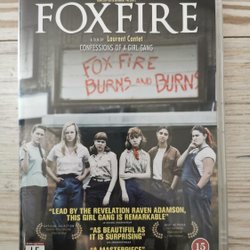 FOXFIRE
A FILM BY Laurent Cantet
CONFESSIONS OF A GIRL GANG
FOX FIRE
BURNS AND BURNS
"LEAD BY THE REVELATION RAVEN ADAMSON,
THIS GIRL GANG IS REMARKABLE"
"AS BEAUTIFUL AS
IT IS SURPRISING"
"A MASTERPIECE"
15